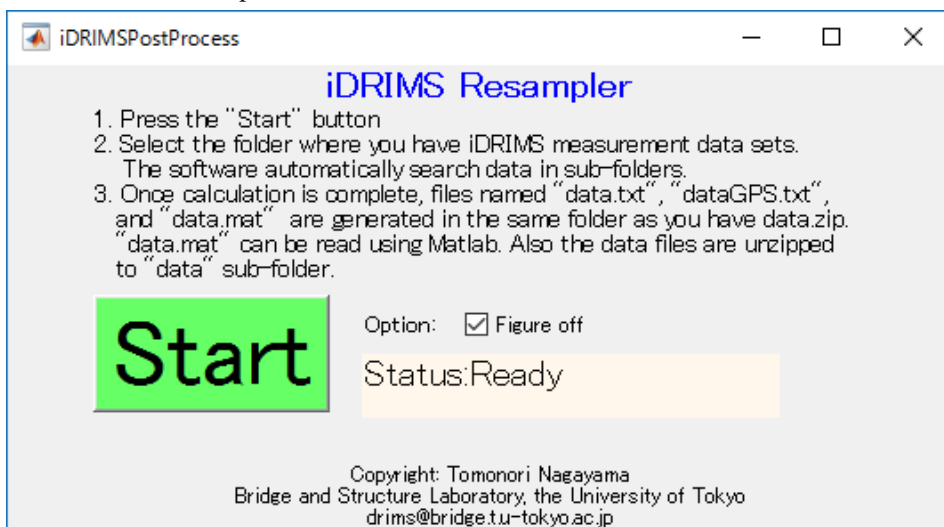 iDRIMSPostProcess
iDRIMS Resampler
1. Press the "Start" button
2. Select the folder where you have iDRIMS measurement data sets.
The software automatically search data in sub-folders.
3. Once calculation is complete, files named "data.txt", "dataGPS.txt",
and "data.mat" are generated in the same folder as you have data.zip.
"data.mat" can be read using Matlab. Also the data files are unzipped
to "data" sub-folder.
Start
Option: Figure off
Status:Ready
Copyright: Tomonori Nagayama
Bridge and Structure Laboratory, the University of Tokyo
drims@bridge.t.u-tokyo.ac.jp